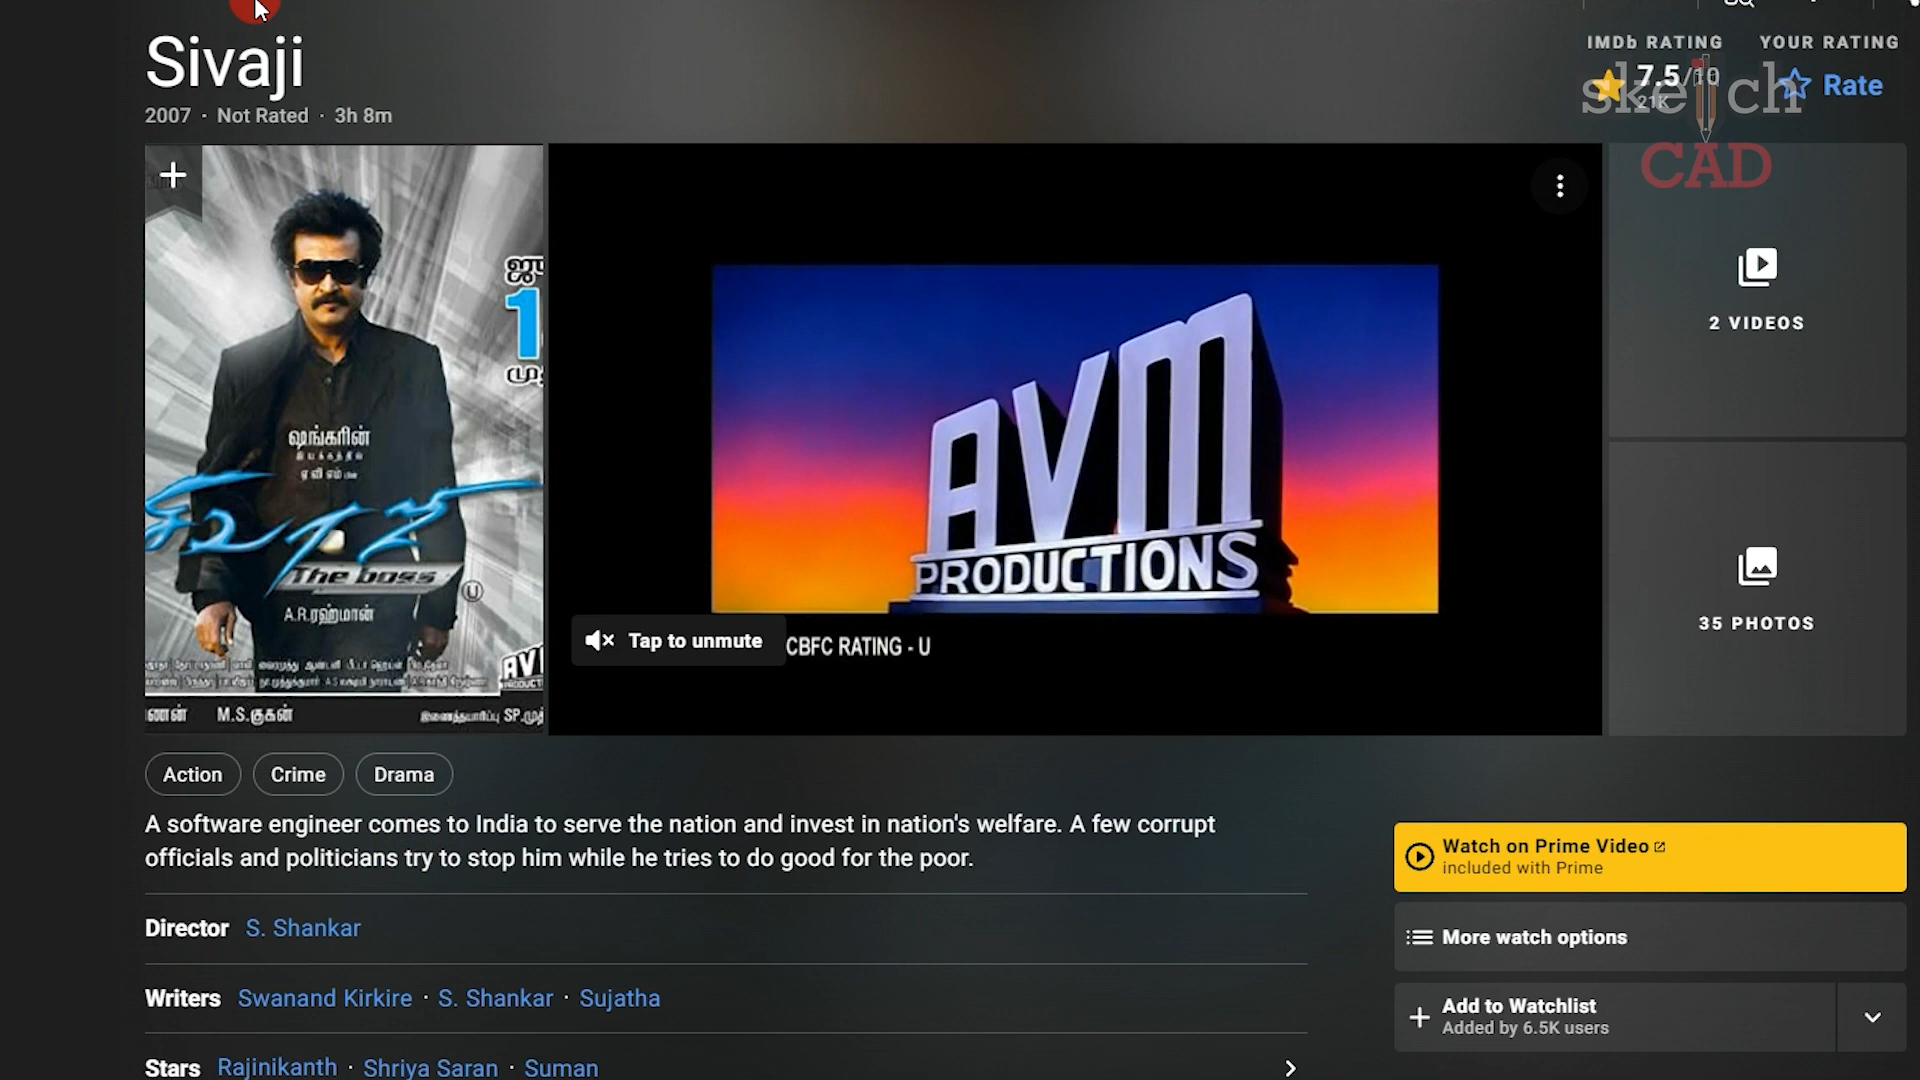 IMDb RATING
YOUR RATING
Sivaji
7.5/10
Rate
21K
sketch
CAD
2007 · Not Rated · 3h 8m
ஷங்கரின்
இயக்கத்தில்
ஏவிஎம்
சிவாஜி
The boss
U
A.R.ரஹ்மான்
M.S.குகன்
AVM
PRODUCTIONS
Tap to unmute
CBFC RATING - U
2 VIDEOS
35 PHOTOS
Action
Crime
Drama
A software engineer comes to India to serve the nation and invest in nation's welfare. A few corrupt
officials and politicians try to stop him while he tries to do good for the poor.
Director S. Shankar
Writers Swanand Kirkire · S. Shankar · Sujatha
Stars Rajinikanth · Shriya Saran · Suman
Watch on Prime Video
included with Prime
More watch options
Add to Watchlist
Added by 6.5K users